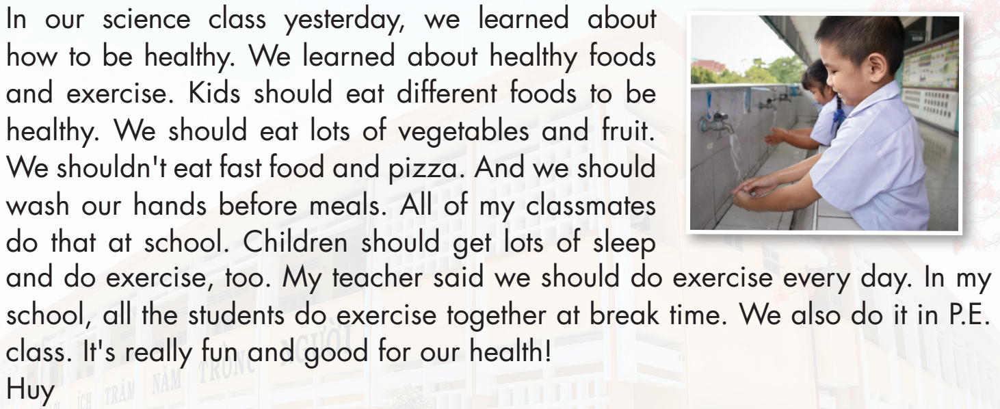 In our science class yesterday, we learned about
how to be healthy. We learned about healthy foods
and exercise. Kids should eat different foods to be
healthy. We should eat lots of vegetables and fruit.
We shouldn't eat fast food and pizza. And we should
wash our hands before meals. All of my classmates
do that at school. Children should get lots of sleep
and do exercise, too. My teacher said we should do exercise every day. In my
school, all the students do exercise together at break time. We also do it in P.E.
class. It's really fun and good for our health!
Huy
ÍCH TRĂM NĂM TRỒNG NGƯỜI